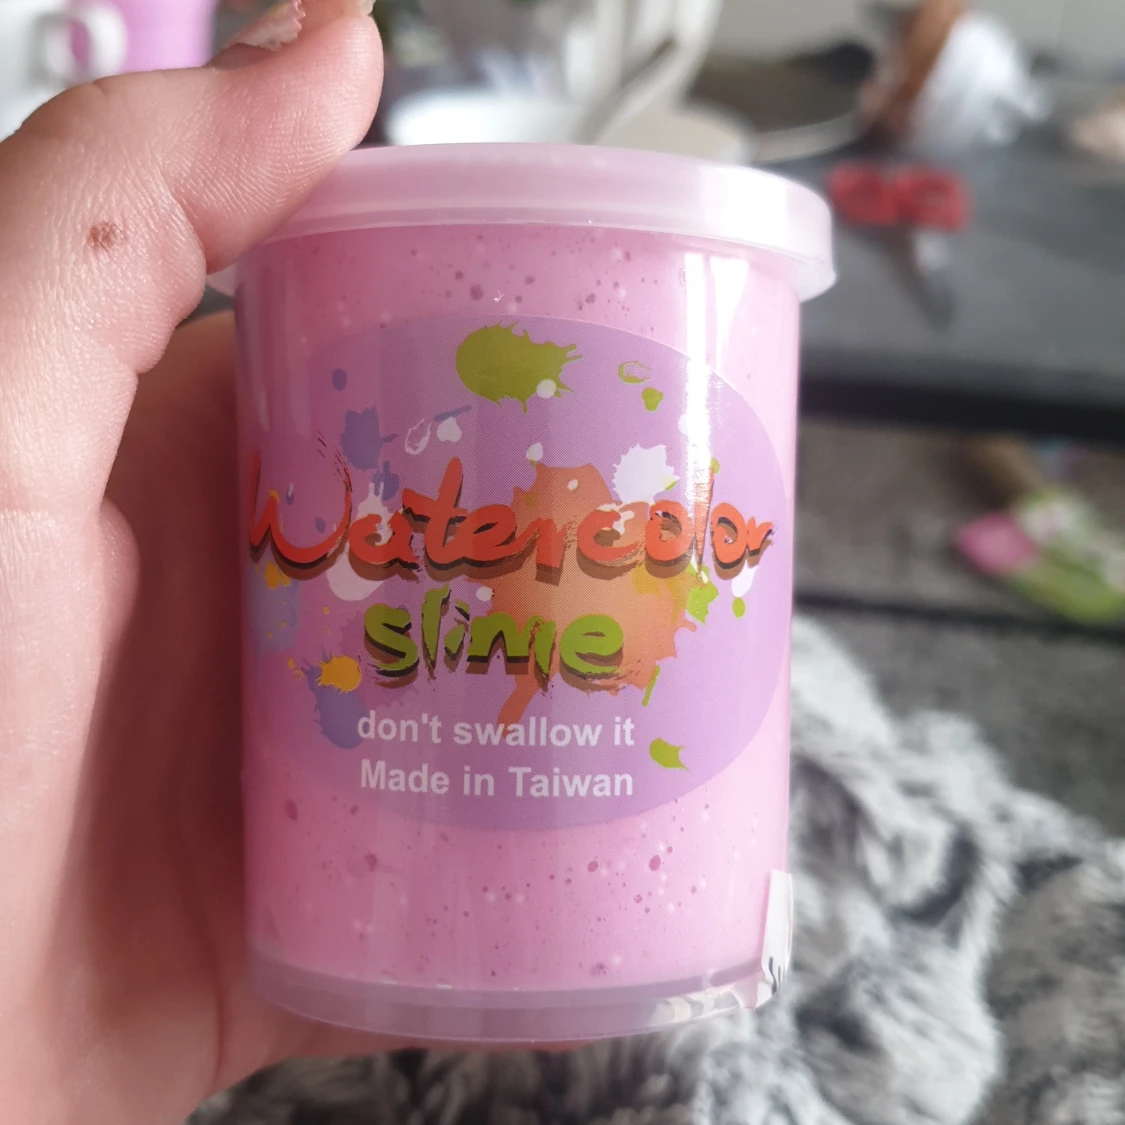 Watercolor
slime
don't swallow it
Made in Taiwan